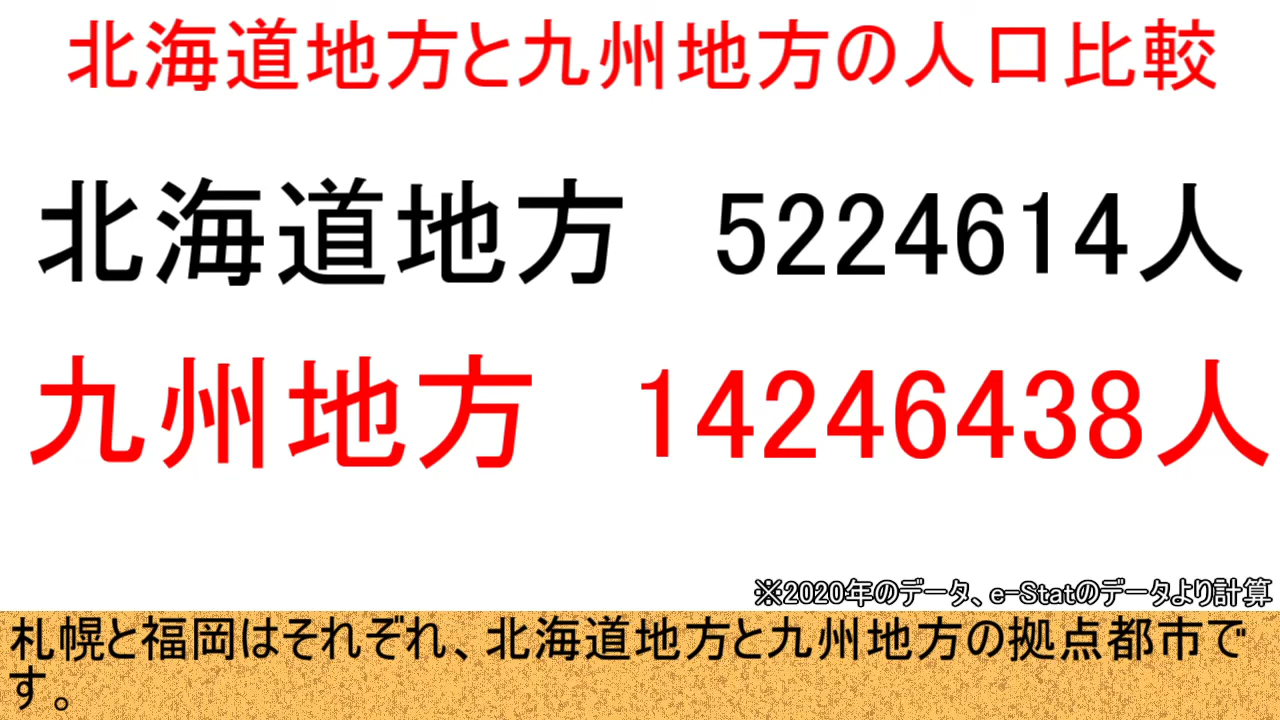 北海道地方と九州地方の人口比較
北海道地方　5224614人
九州地方　14246438人
※2020年のデータ、e-Statのデータより計算
札幌と福岡はそれぞれ、北海道地方と九州地方の拠点都市で
す。